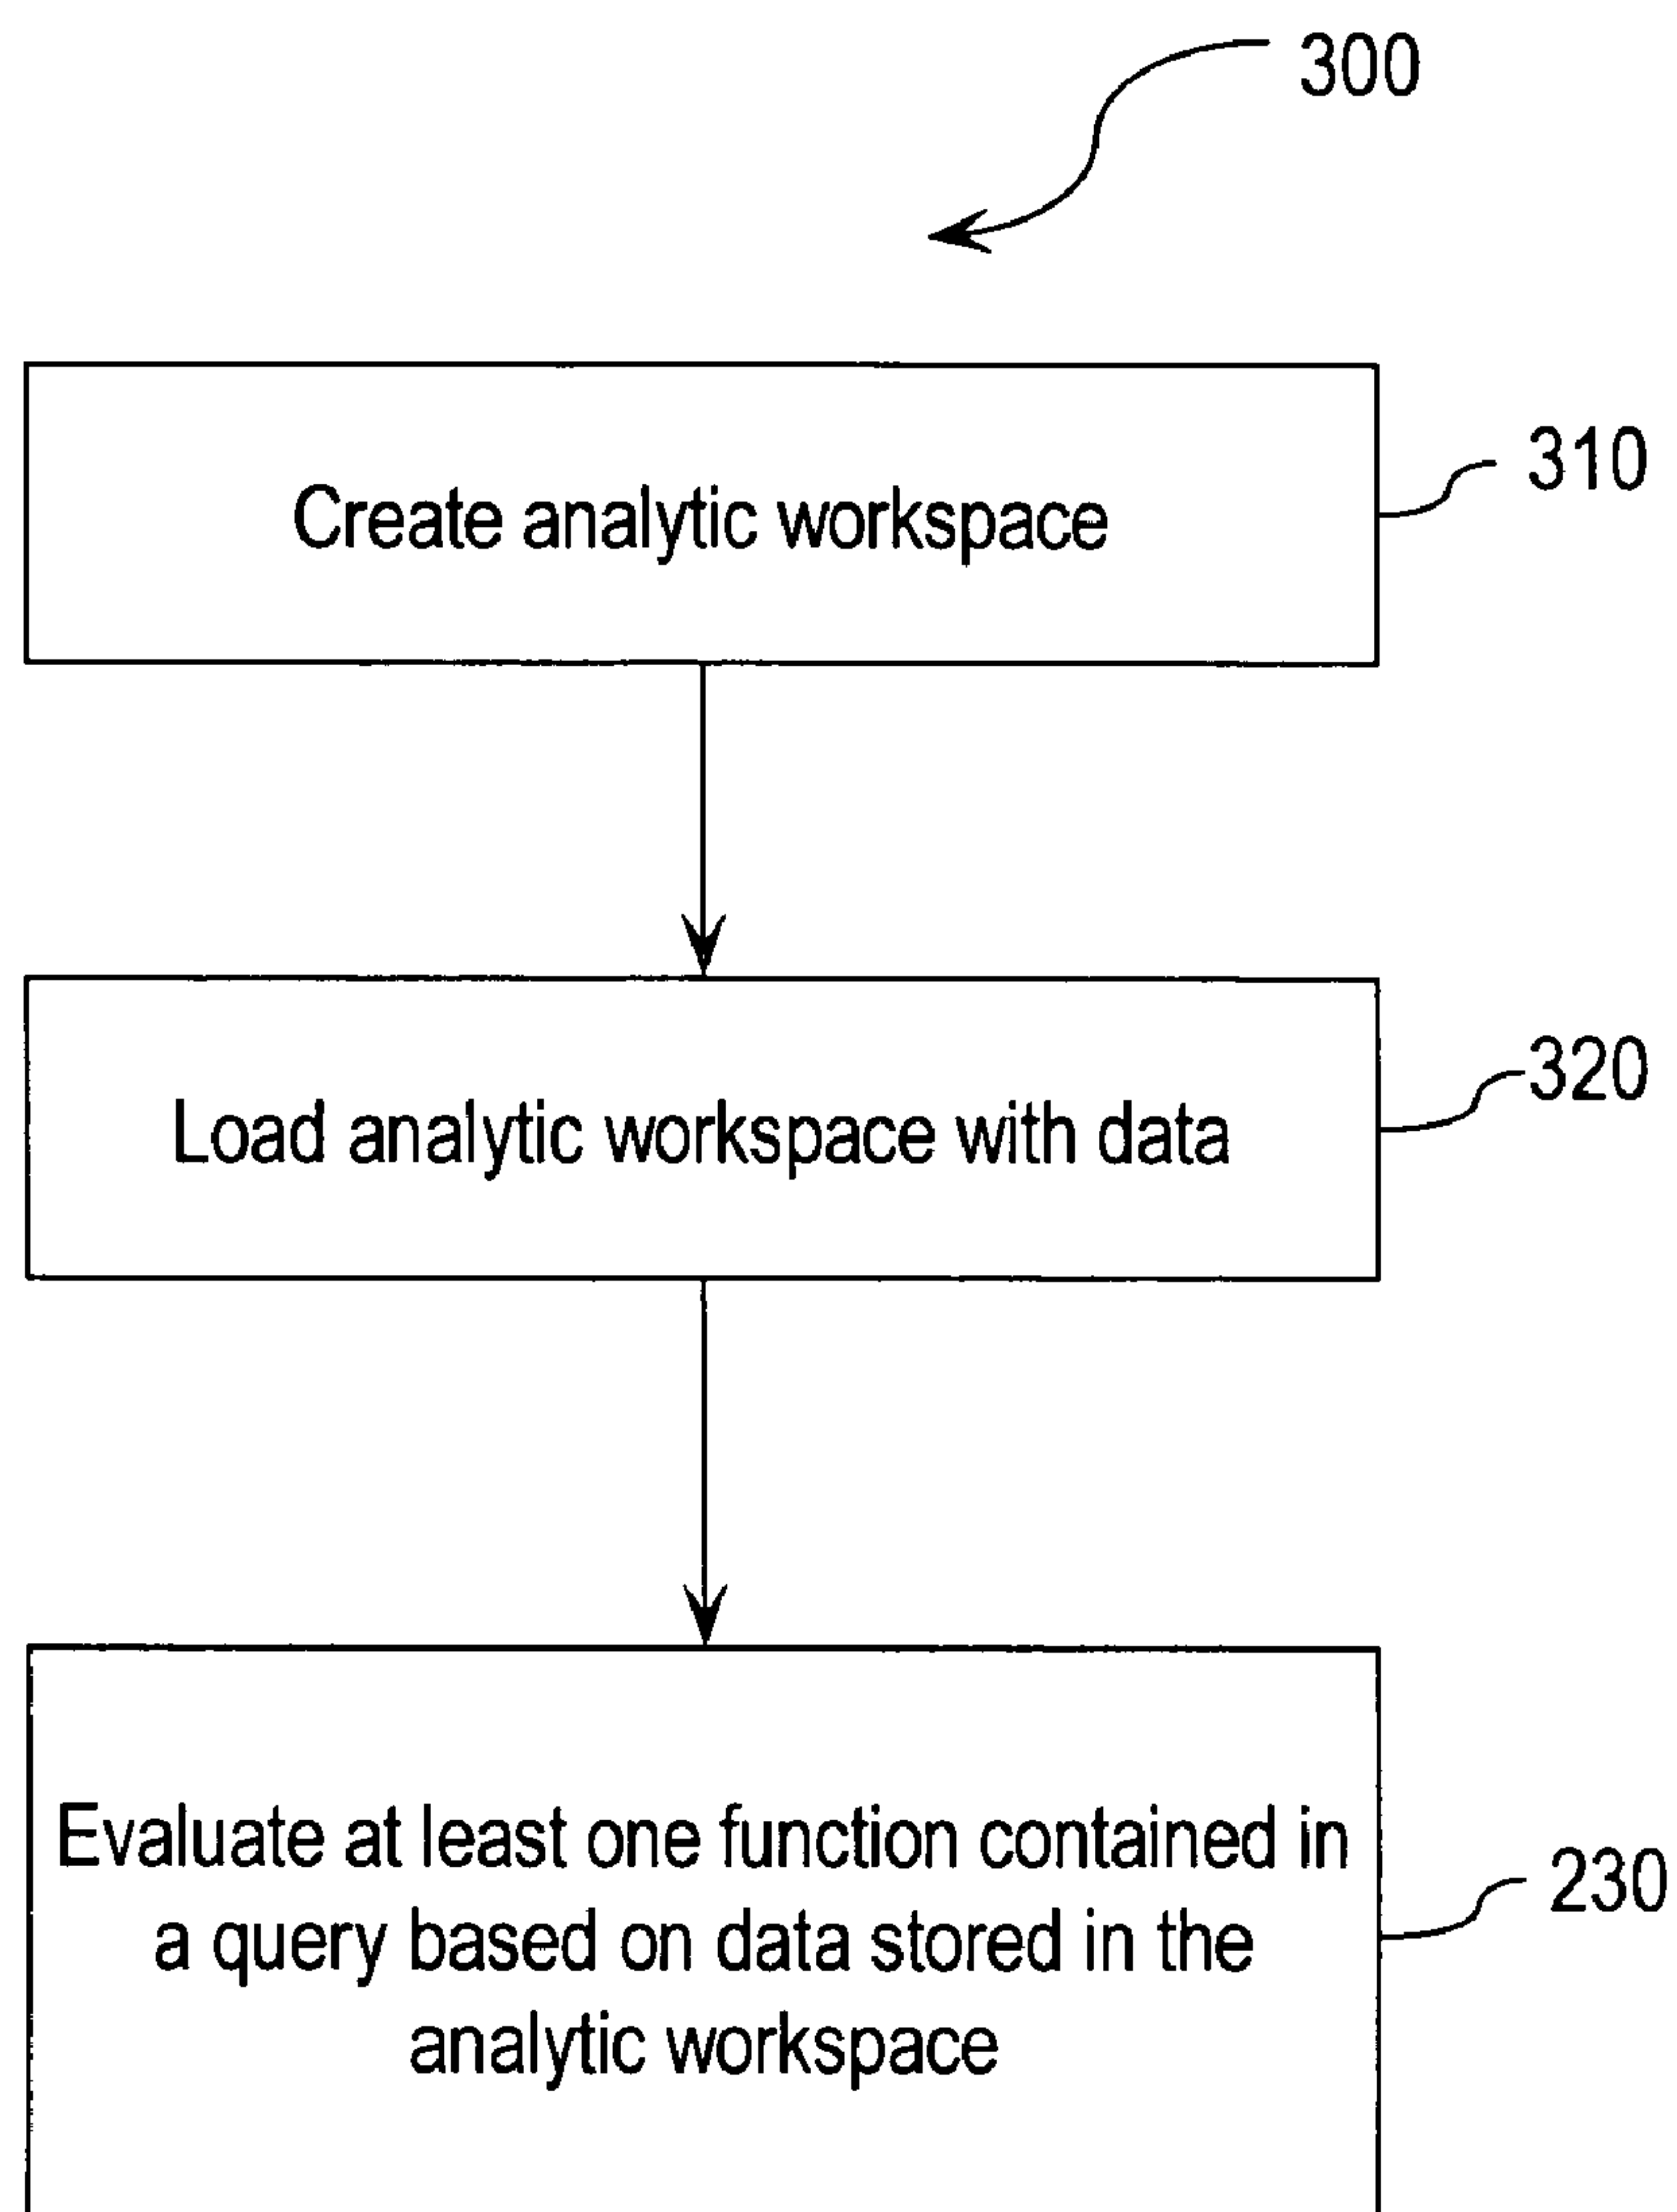 300
Create analytic workspace
310
Load analytic workspace with data
320
Evaluate at least one function contained in
a query based on data stored in the
analytic workspace
230